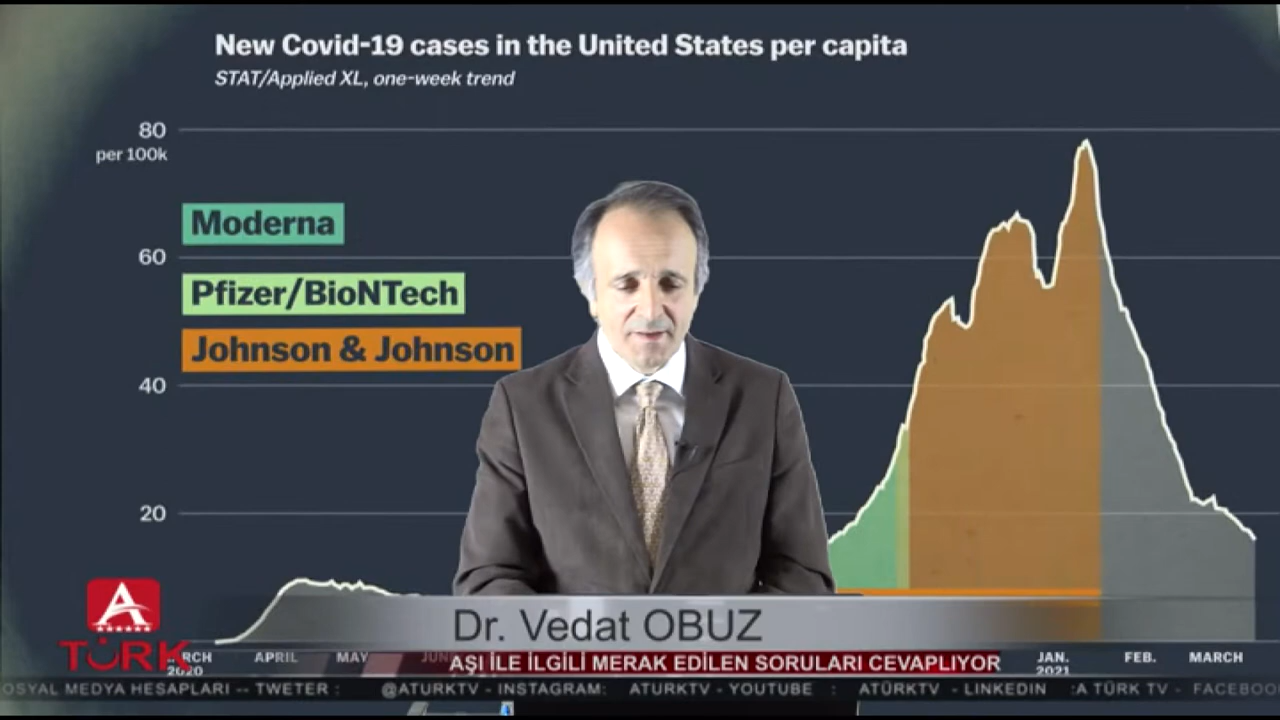 New Covid-19 cases in the United States per capita
STAT/Applied XL, one-week trend
80
per 100k
Moderna
60
Pfizer/BioNTech
Johnson & Johnson
40
20
A
TÜRK
Dr. Vedat OBUZ
2020
APRIL
MAY
JAN.
2021
FEB.
MARCH
AŞI İLE İLGİLİ MERAK EDİLEN SORULARI CEVAPLIYOR
OSYAL MEDYA HESAPLARI -- TWETER : @ATURKTV - INSTAGRAM: ATURKTV - YOUTUBE : ATÜRKTV - LINKEDIN :A TÜRK TV - FACEBOO